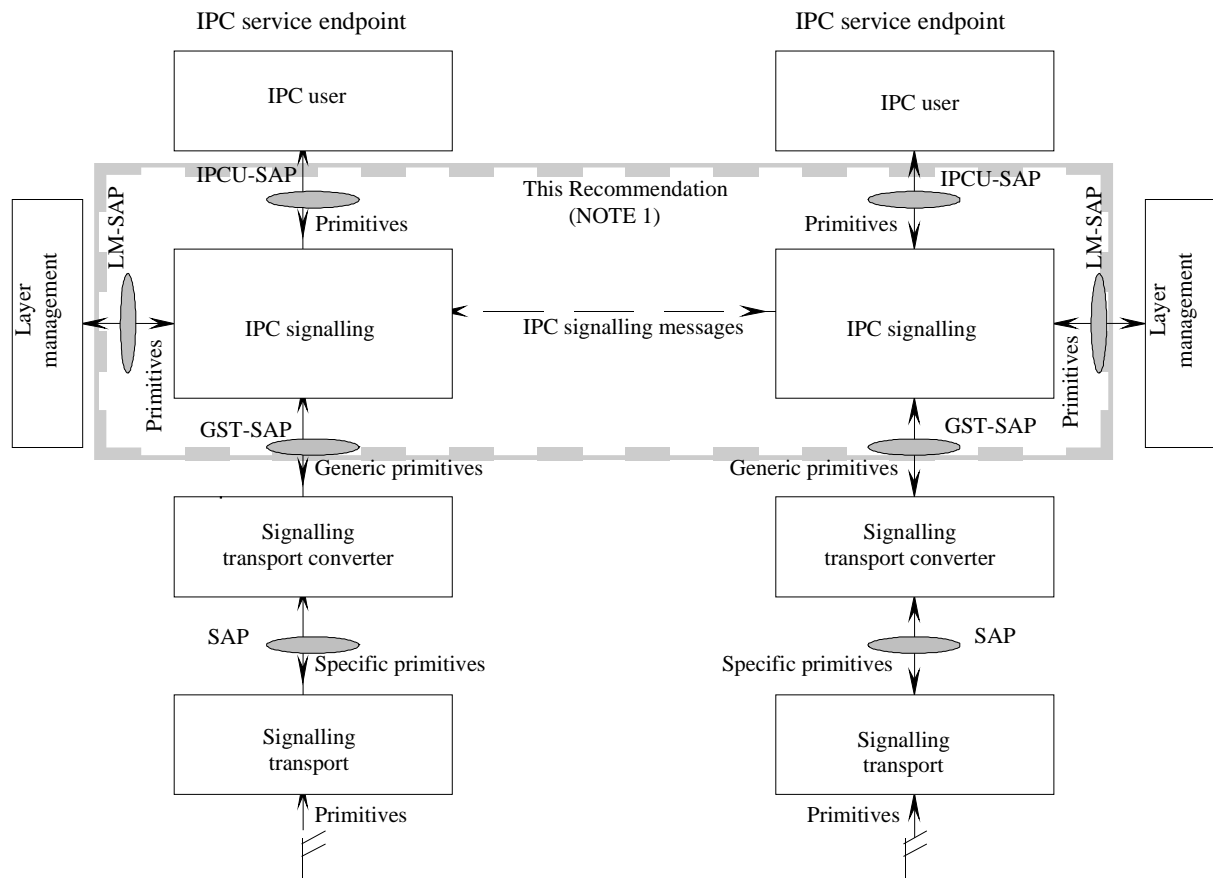 IPC service endpoint
IPC service endpoint
IPC user
IPC user
IPCU-SAP
This Recommendation
(NOTE 1)
IPCU-SAP
Primitives
Primitives
LM-SAP
LM-SAP
Layer
management
Layer
management
IPC signalling
IPC signalling messages
IPC signalling
Primitives
Primitives
GST-SAP
GST-SAP
Generic primitives
Generic primitives
Signalling
transport converter
Signalling
transport converter
SAP
SAP
Specific primitives
Specific primitives
Signalling
transport
Signalling
transport
Primitives
Primitives